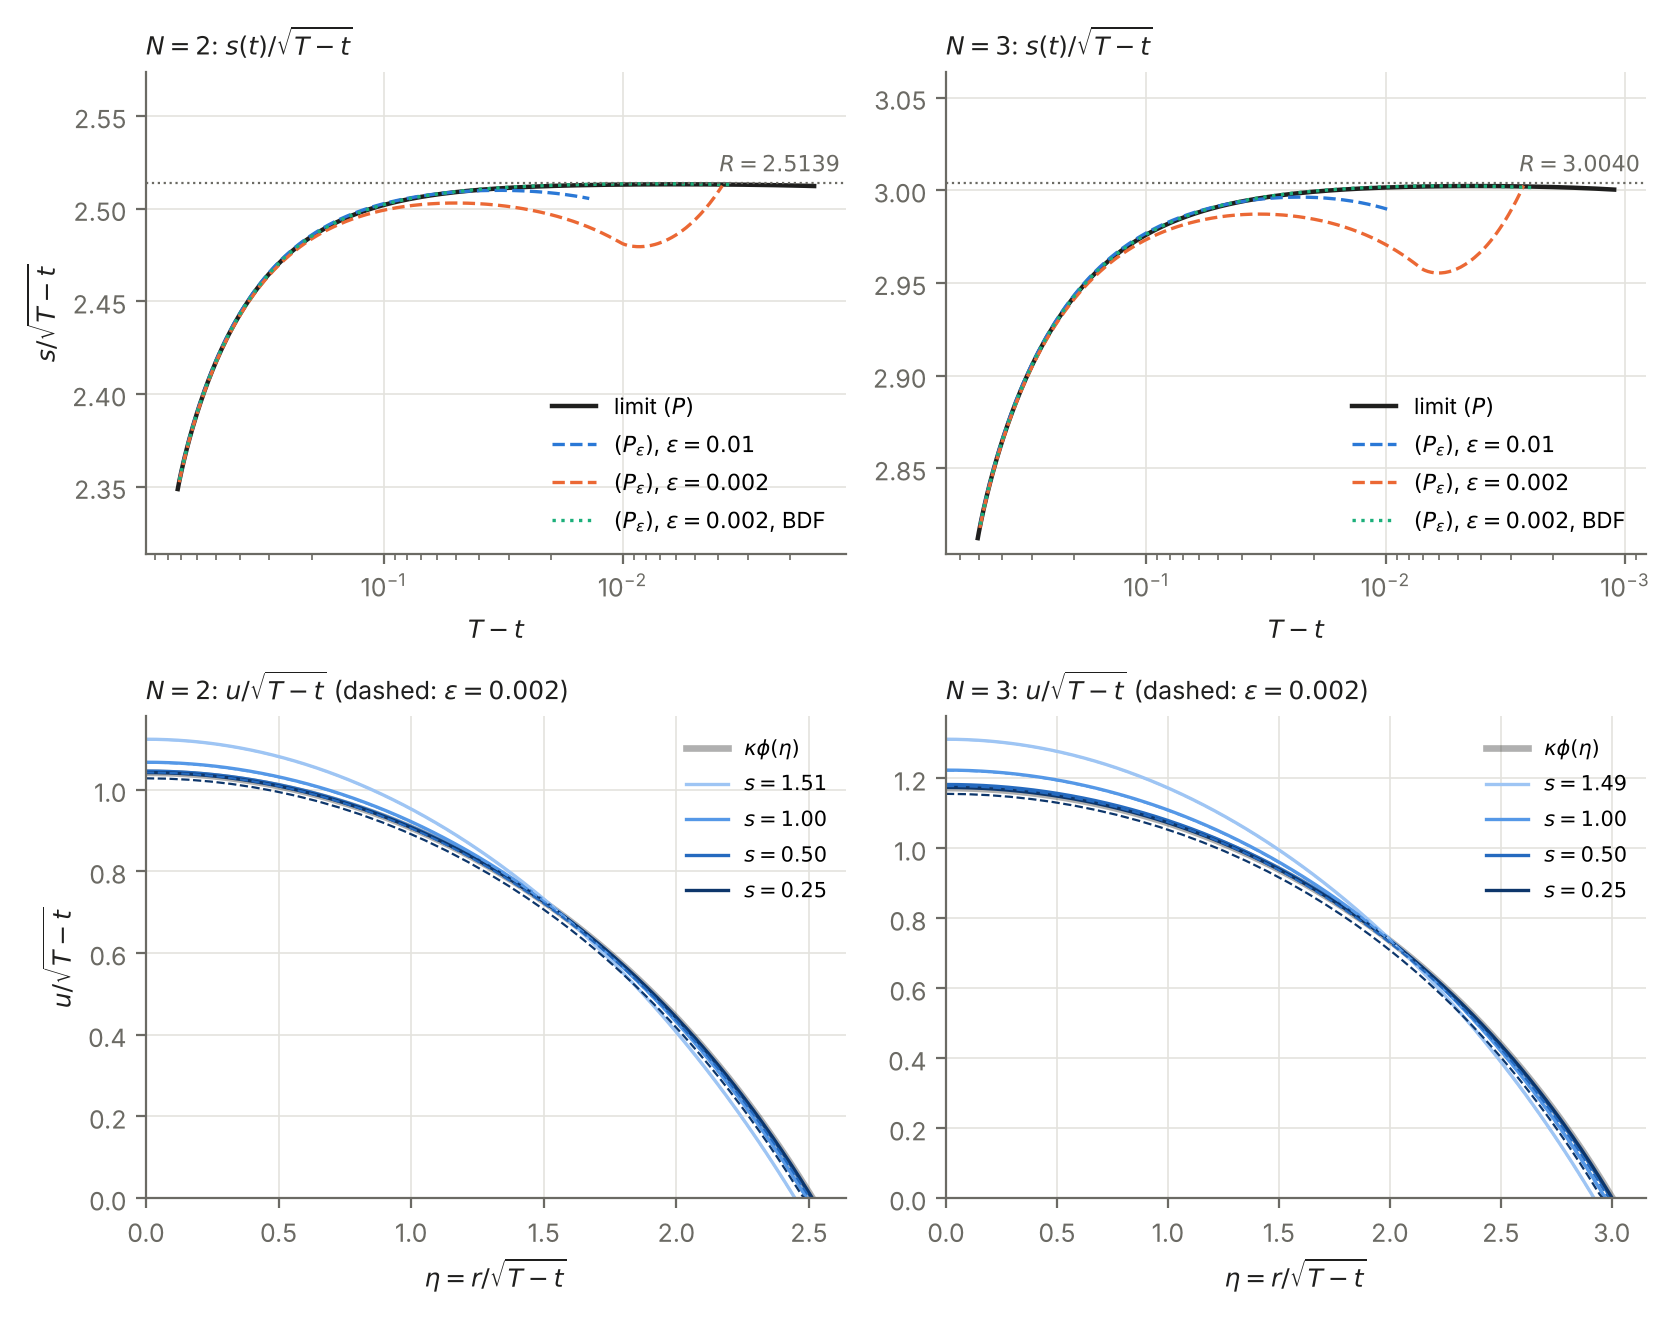 N = 2: s(t)/√T − t
2.55
2.50
2.45
2.40
2.35
s/√T − t
R = 2.5139
limit (P)
(Pε), ε = 0.01
(Pε), ε = 0.002
(Pε), ε = 0.002, BDF
10⁻¹
10⁻²
T − t
N = 3: s(t)/√T − t
3.05
3.00
2.95
2.90
2.85
R = 3.0040
limit (P)
(Pε), ε = 0.01
(Pε), ε = 0.002
(Pε), ε = 0.002, BDF
10⁻¹
10⁻²
10⁻³
T − t
N = 2: u/√T − t (dashed: ε = 0.002)
1.0
0.8
0.6
0.4
0.2
0.0
u/√T − t
κϕ(η)
s = 1.51
s = 1.00
s = 0.50
s = 0.25
0.0 0.5 1.0 1.5 2.0 2.5
η = r/√T − t
N = 3: u/√T − t (dashed: ε = 0.002)
1.2
1.0
0.8
0.6
0.4
0.2
0.0
κϕ(η)
s = 1.49
s = 1.00
s = 0.50
s = 0.25
0.0 0.5 1.0 1.5 2.0 2.5 3.0
η = r/√T − t